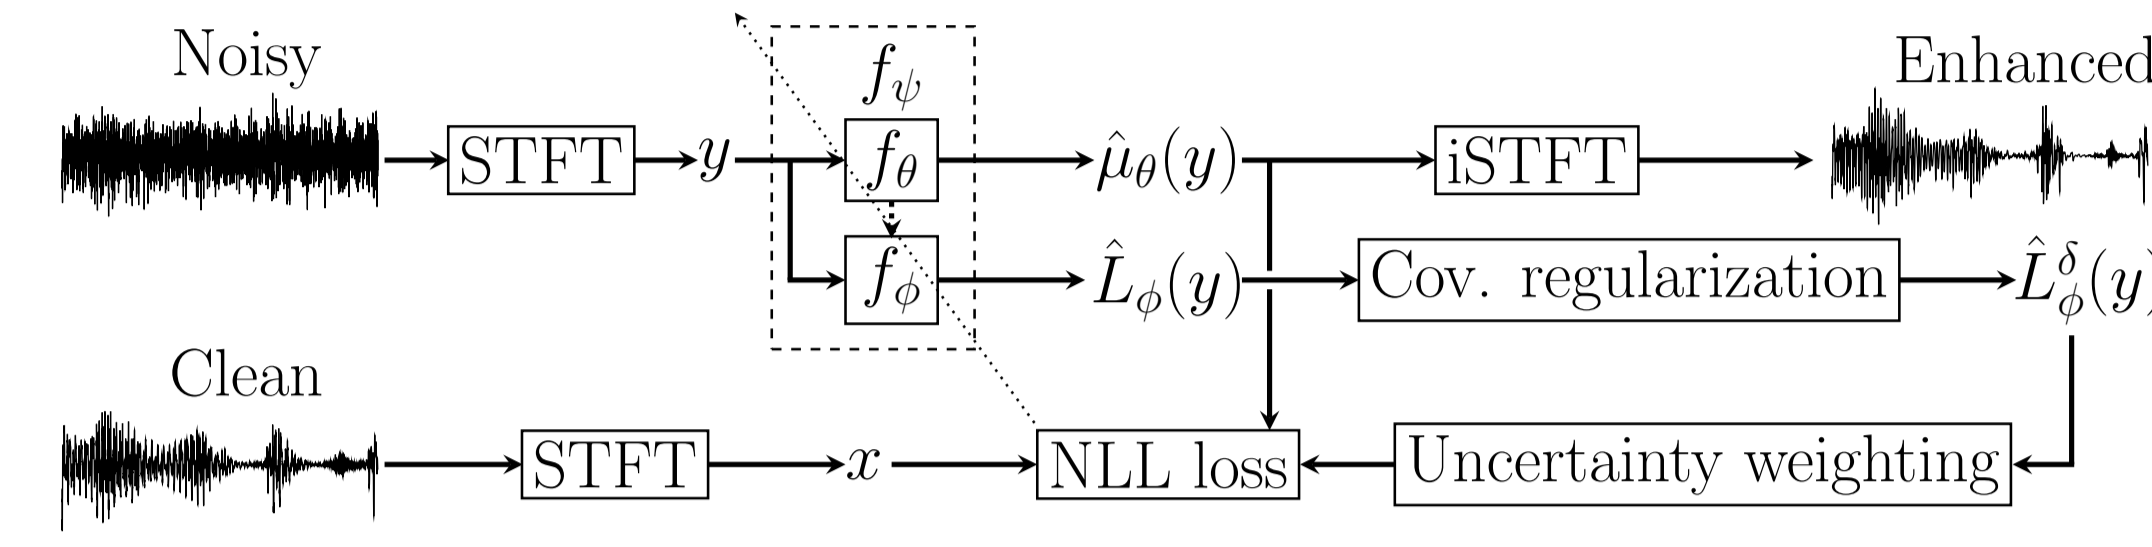 Noisy
Enhanced
f_ψ
STFT y f_θ μ̂_θ(y) iSTFT
f_ϕ L̂_ϕ(y) Cov. regularization L̂^δ_ϕ(y)
Clean
STFT x NLL loss Uncertainty weighting